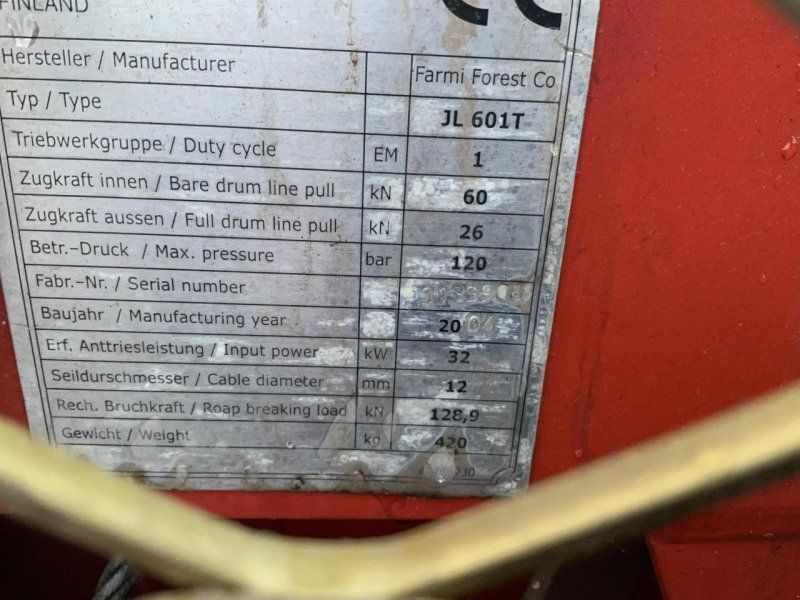 FINLAND
CE
Hersteller / Manufacturer Farmi Forest Co
Typ / Type JL 601T
Triebwerkgruppe / Duty cycle EM 1
Zugkraft innen / Bare drum line pull kN 60
Zugkraft aussen / Full drum line pull kN 26
Betr.-Druck / Max. pressure bar 120
Fabr.-Nr. / Serial number
Baujahr / Manufacturing year 2004
Erf. Anttriesleistung / Input power kW 32
Seildurschmesser / Cable diameter mm 12
Rech. Bruchkraft / Roap breaking load kN 128,9
Gewicht / Weight kg 420